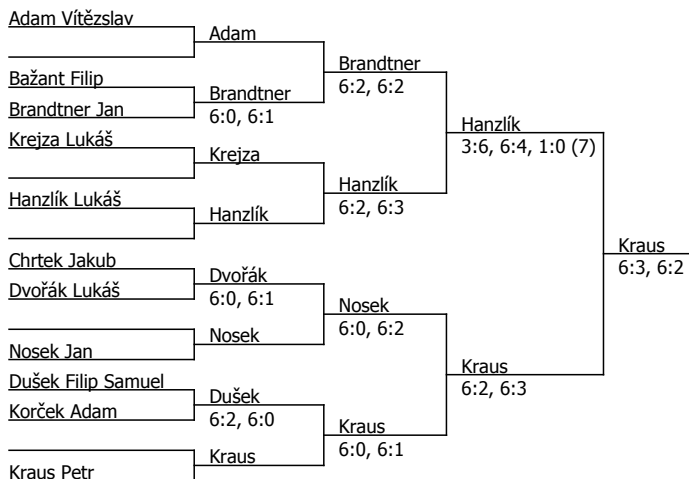 Adam Vítězslav
Adam
Brandtner
6:2, 6:2
Bažant Filip
Brandtner
6:0, 6:1
Brandtner Jan
Hanzlík
3:6, 6:4, 1:0 (7)
Krejza Lukáš
Krejza
Hanzlík
6:2, 6:3
Hanzlík Lukáš
Hanzlík
Kraus
6:3, 6:2
Chrtek Jakub
Dvořák
6:0, 6:1
Dvořák Lukáš
Nosek
6:0, 6:2
Nosek
Nosek Jan
Kraus
6:2, 6:3
Dušek Filip Samuel
Dušek
6:2, 6:0
Korček Adam
Kraus
6:0, 6:1
Kraus
Kraus Petr